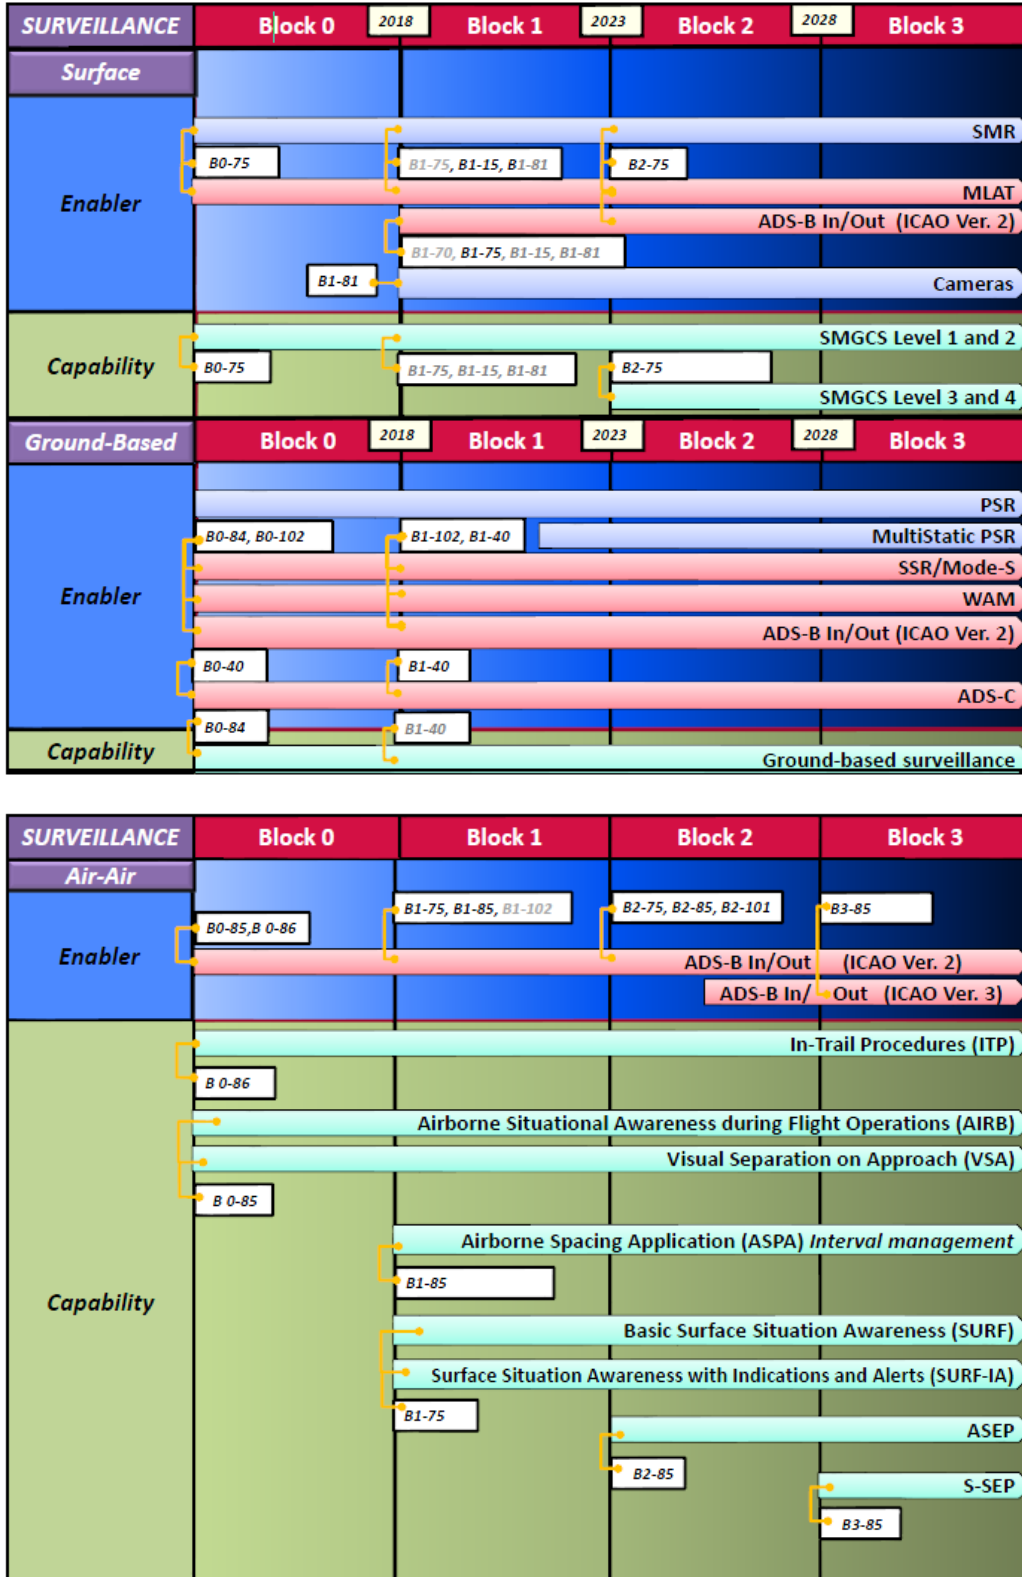 SURVEILLANCE Block 0 2018 Block 1 2023 Block 2 2028 Block 3
Surface
SMR
B0-75 B1-75, B1-15, B1-81 B2-75
Enabler
MLAT
ADS-B In/Out (ICAO Ver. 2)
B1-70, B1-75, B1-15, B1-81
B1-81 Cameras
SMGCS Level 1 and 2
Capability B0-75 B1-75, B1-15, B1-81 B2-75
SMGCS Level 3 and 4
Ground-Based Block 0 2018 Block 1 2023 Block 2 2028 Block 3
PSR
B0-84, B0-102 B1-102, B1-40 MultiStatic PSR
SSR/Mode-S
Enabler WAM
ADS-B In/Out (ICAO Ver. 2)
B0-40 B1-40
ADS-C
B0-84 B1-40
Capability Ground-based surveillance
SURVEILLANCE Block 0 Block 1 Block 2 Block 3
Air-Air
B1-75, B1-85, B1-102 B2-75, B2-85, B2-101 B3-85
B0-85,B 0-86
Enabler ADS-B In/Out (ICAO Ver. 2)
ADS-B In/ Out (ICAO Ver. 3)
In-Trail Procedures (ITP)
B 0-86
Airborne Situational Awareness during Flight Operations (AIRB)
Visual Separation on Approach (VSA)
B 0-85
Airborne Spacing Application (ASPA) Interval management
B1-85
Capability
Basic Surface Situation Awareness (SURF)
Surface Situation Awareness with Indications and Alerts (SURF-IA)
B1-75
ASEP
B2-85
S-SEP
B3-85